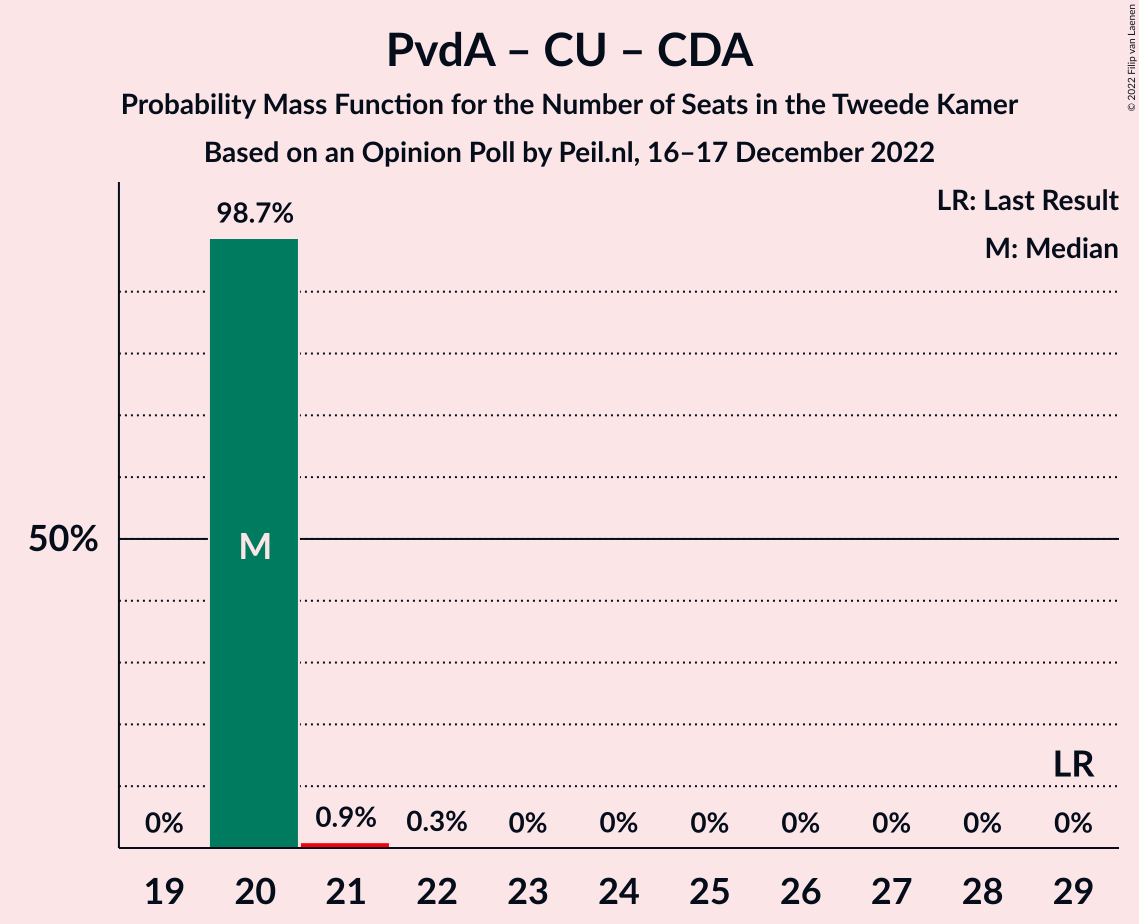 PvdA – CU – CDA
Probability Mass Function for the Number of Seats in the Tweede Kamer
Based on an Opinion Poll by Peil.nl, 16–17 December 2022
© 2022 Filip van Laenen
LR: Last Result
M: Median
98.7%
50%
M
LR
0%
0.9%
0.3%
0%
0%
0%
0%
0%
0%
0%
19
20
21
22
23
24
25
26
27
28
29